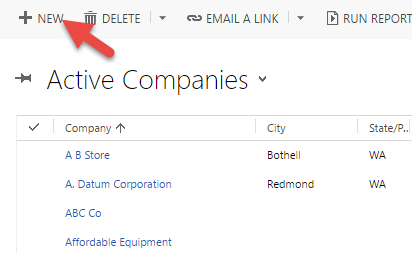 NEW DELETE EMAIL A LINK RUN REPORT
Active Companies
Company City State/P..
A B Store Bothell WA
A. Datum Corporation Redmond WA
ABC Co
Affordable Equipment